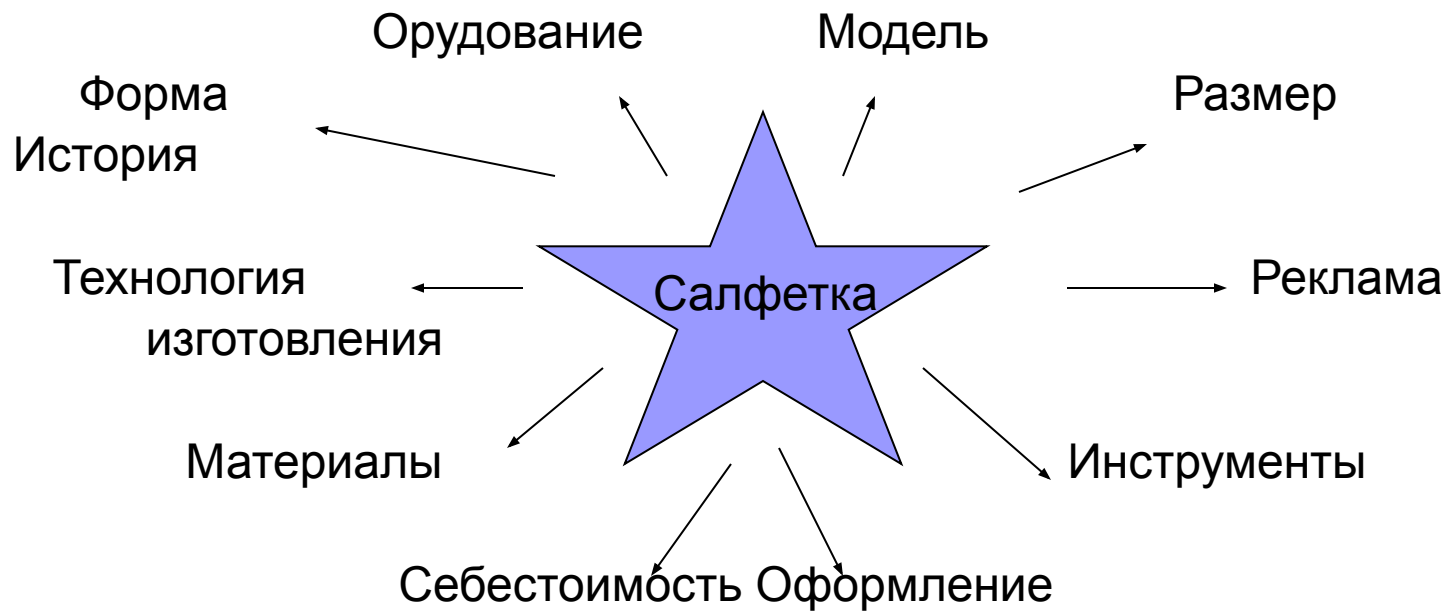 Орудование
Модель
Форма
Размер
История
Технология
изготовления
Салфетка
Реклама
Материалы
Инструменты
Себестоимость Оформление